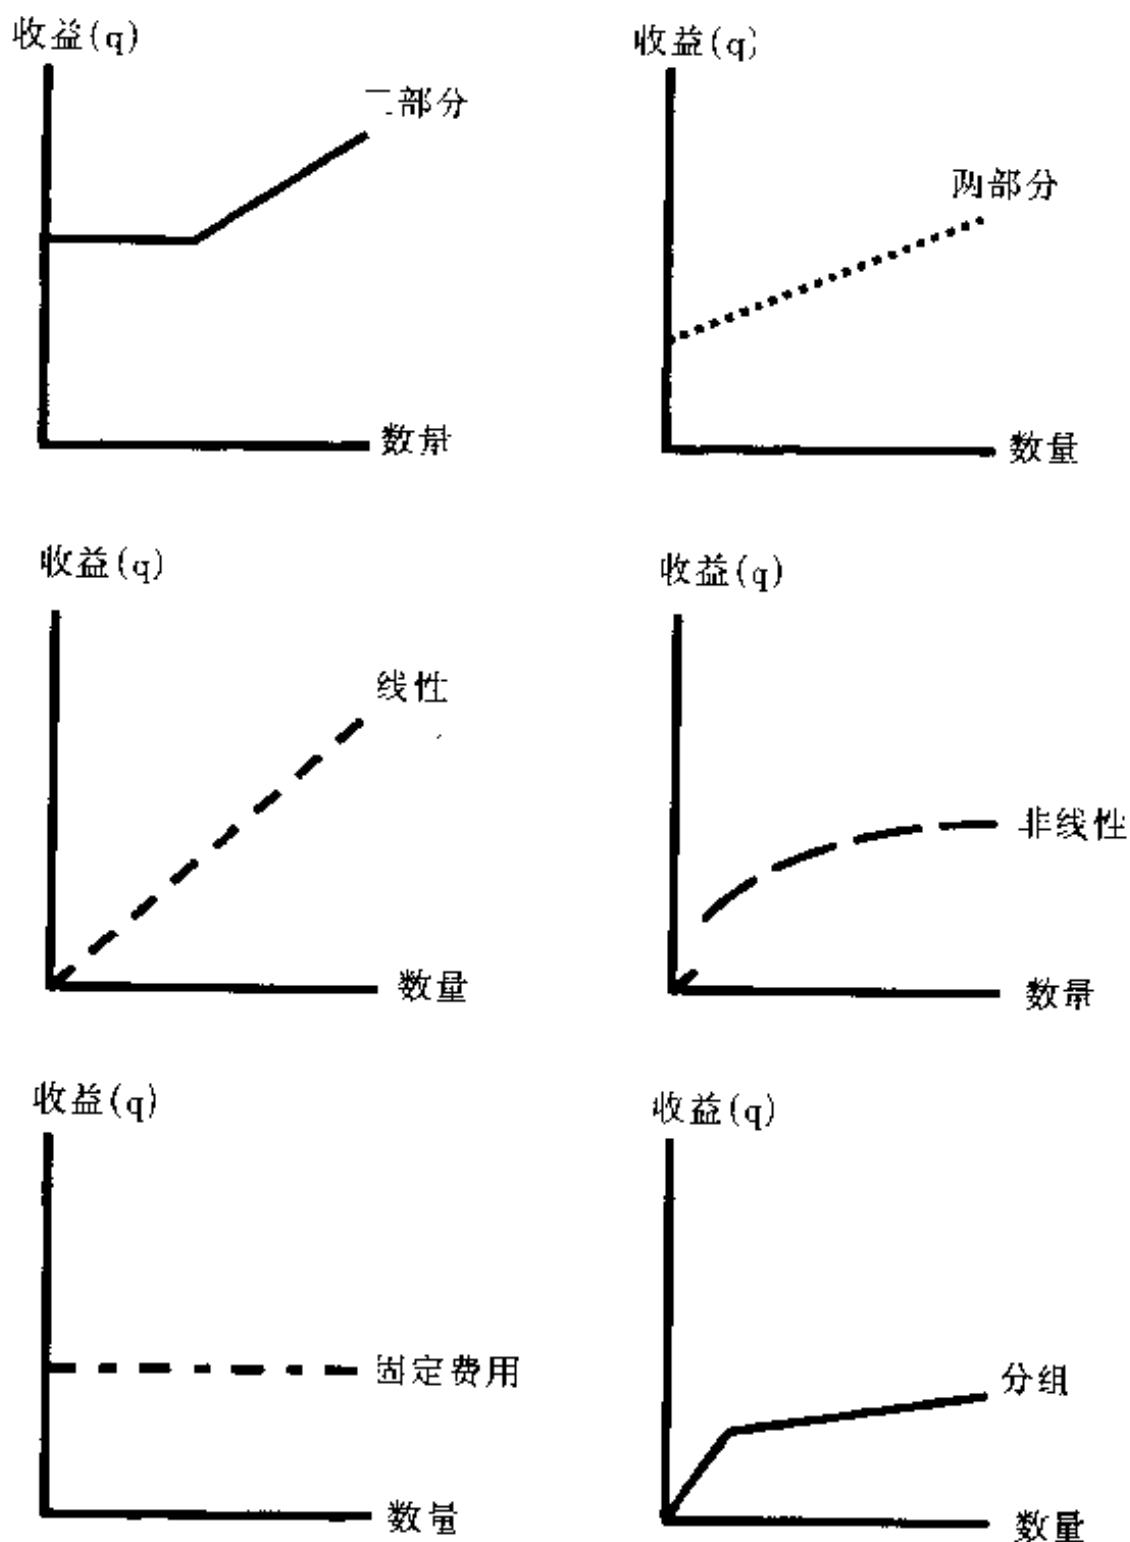 收益(q)
收益(q)
部分
两部分
数量
数量
收益(q)
收益(q)
线性
非线性
数量
数量
收益(q)
收益(q)
固定费用
分组
数量
数量